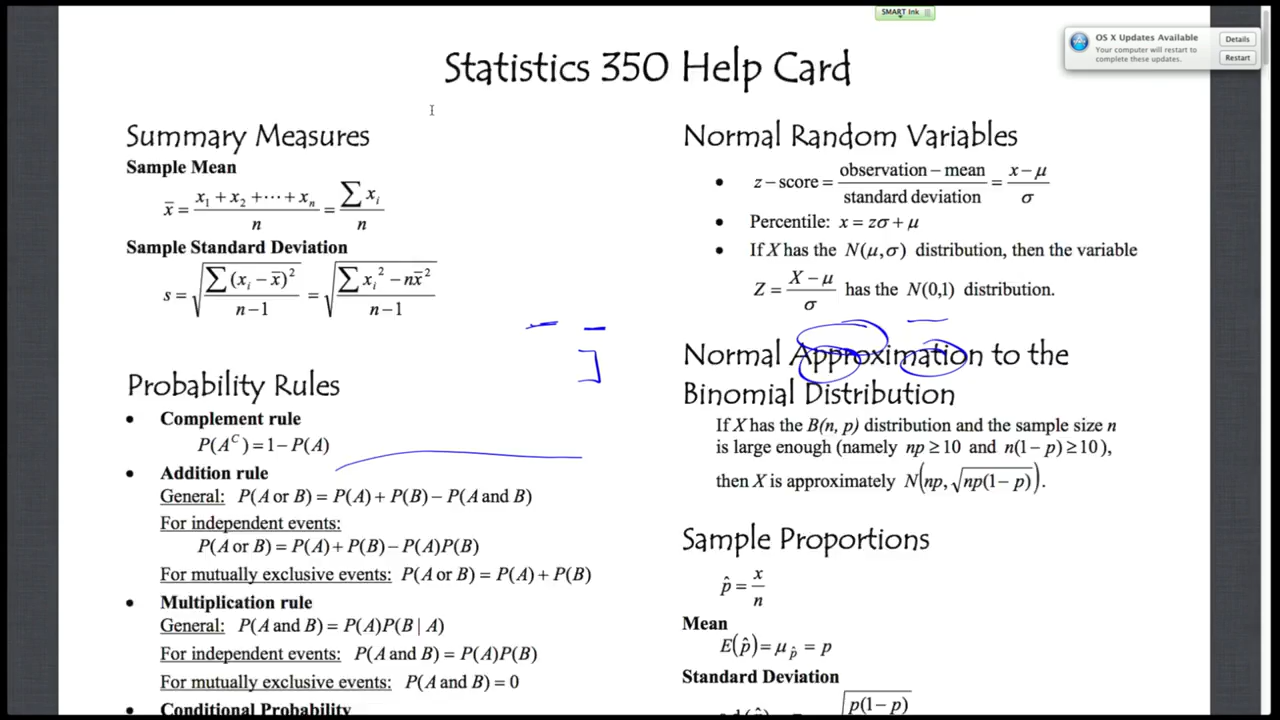 SMART Ink
OS X Updates Available
Your computer will restart to
complete these updates.
Details
Restart
Statistics 350 Help Card
Summary Measures
Sample Mean
x̄ = (x₁ + x₂ + ⋯ + xₙ)/n = ∑xᵢ/n
Sample Standard Deviation
s = √(∑(xᵢ − x̄)²/(n−1)) = √((∑xᵢ² − nx̄²)/(n−1))
Probability Rules
• Complement rule
P(Aᶜ) = 1 − P(A)
• Addition rule
General: P(A or B) = P(A) + P(B) − P(A and B)
For independent events:
P(A or B) = P(A) + P(B) − P(A)P(B)
For mutually exclusive events: P(A or B) = P(A) + P(B)
• Multiplication rule
General: P(A and B) = P(A)P(B | A)
For independent events: P(A and B) = P(A)P(B)
For mutually exclusive events: P(A and B) = 0
Conditional Probability
Normal Random Variables
• z − score = (observation − mean)/(standard deviation) = (x − μ)/σ
• Percentile: x = zσ + μ
• If X has the N(μ,σ) distribution, then the variable
Z = (X − μ)/σ has the N(0,1) distribution.
Normal Approximation to the
Binomial Distribution
If X has the B(n, p) distribution and the sample size n
is large enough (namely np ≥ 10 and n(1 − p) ≥ 10),
then X is approximately N(np, √(np(1 − p))).
Sample Proportions
p̂ = x/n
Mean
E(p̂) = μ_p̂ = p
Standard Deviation
√(p(1 − p)